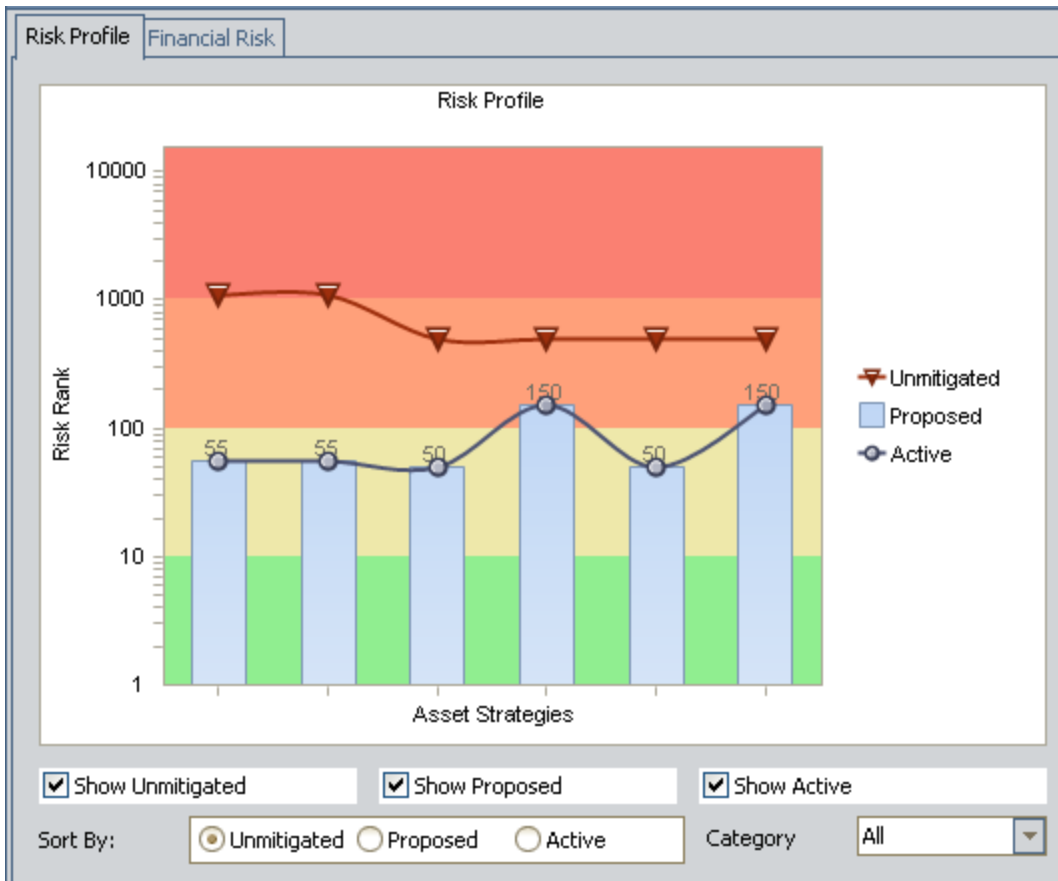 Risk Profile
Financial Risk
Risk Profile
10000
1000
100
10
1
Risk Rank
55
55
50
150
50
150
Asset Strategies
Unmitigated
Proposed
Active
Show Unmitigated
Show Proposed
Show Active
Sort By:
Unmitigated
Proposed
Active
Category
All